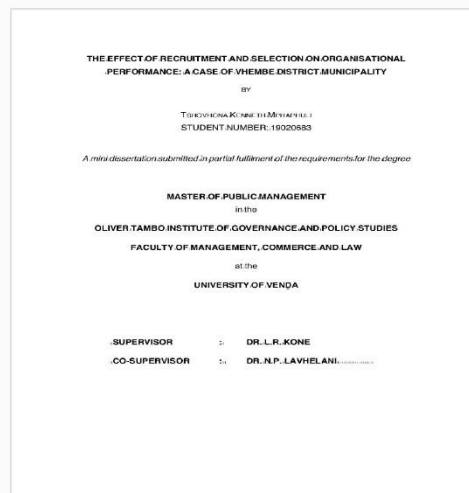 THE EFFECT OF RECRUITMENT AND SELECTION ON ORGANISATIONAL
PERFORMANCE: A CASE OF VHEMBE DISTRICT MUNICIPALITY
BY
KENNETH
STUDENT NUMBER: 19020683
A mini dissertation submitted in partial fulfilment of the requirements for the degree
MASTER OF PUBLIC MANAGEMENT
in the
OLIVER TAMBO INSTITUTE OF GOVERNANCE AND POLICY STUDIES
FACULTY OF MANAGEMENT, COMMERCE AND LAW
at the
UNIVERSITY OF VENDA
SUPERVISOR : DR. L.R. KONE
CO-SUPERVISOR : DR. N.P. LAVHELANI